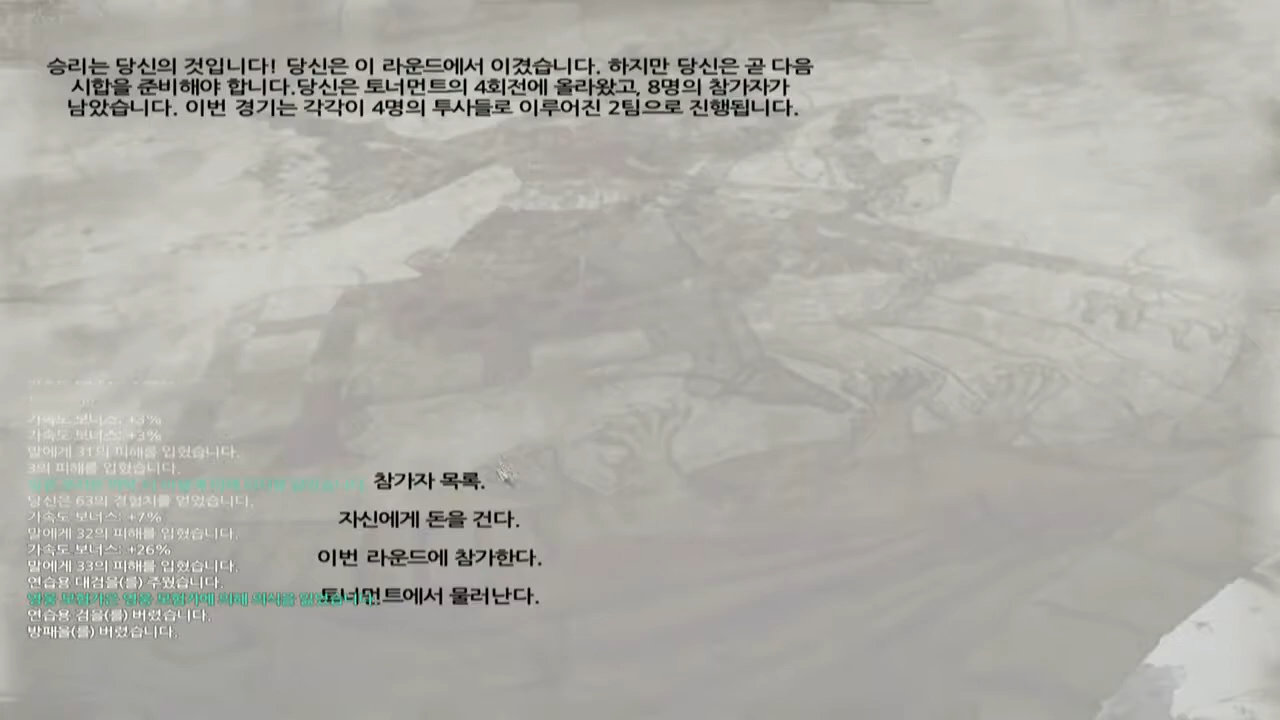 승리는 당신의 것입니다! 당신은 이 라운드에서 이겼습니다. 하지만 당신은 곧 다음
시합을 준비해야 합니다.당신은 토너먼트의 4회전에 올라왔고, 8명의 참가자가
남았습니다. 이번 경기는 각각이 4명의 투사들로 이루어진 2팀으로 진행됩니다.
가속도 보너스: +3%
가속도 보너스: +3%
말에게 31의 피해를 입혔습니다.
3의 피해를 입혔습니다.
참가자 목록.
당신은 63의 경험치를 얻었습니다.
가속도 보너스: +7%
자신에게 돈을 건다.
말에게 32의 피해를 입혔습니다.
가속도 보너스: +26%
이번 라운드에 참가한다.
말에게 33의 피해를 입혔습니다.
연습용 대검을(를) 주웠습니다.
토너먼트에서 물러난다.
연습용 검을(를) 버렸습니다.
방패을(를) 버렸습니다.